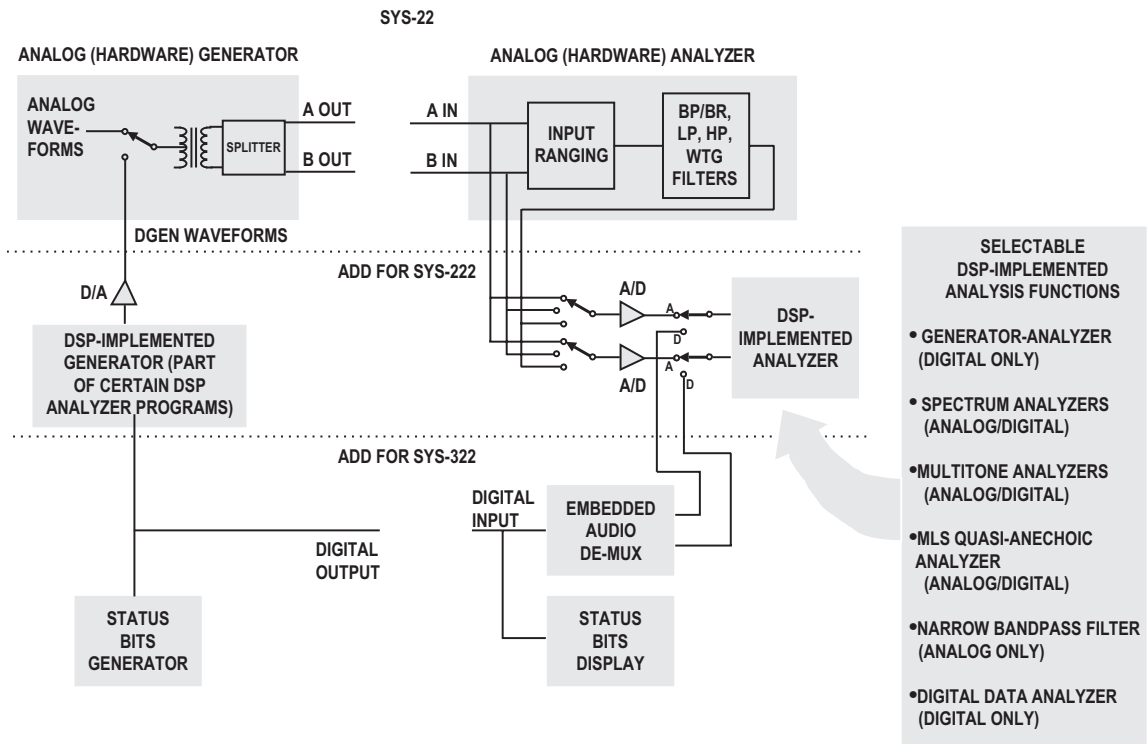 SYS-22
ANALOG (HARDWARE) GENERATOR
ANALOG
WAVE-
FORMS
SPLITTER
A OUT
B OUT
DGEN WAVEFORMS
ANALOG (HARDWARE) ANALYZER
A IN
B IN
INPUT
RANGING
BP/BR,
LP, HP,
WTG
FILTERS
ADD FOR SYS-222
D/A
DSP-IMPLEMENTED
GENERATOR (PART
OF CERTAIN DSP
ANALYZER PROGRAMS)
A/D
A
D
A/D
A
D
DSP-
IMPLEMENTED
ANALYZER
ADD FOR SYS-322
DIGITAL
OUTPUT
STATUS
BITS
GENERATOR
DIGITAL
INPUT
EMBEDDED
AUDIO
DE-MUX
STATUS
BITS
DISPLAY
SELECTABLE
DSP-IMPLEMENTED
ANALYSIS FUNCTIONS
• GENERATOR-ANALYZER
(DIGITAL ONLY)
• SPECTRUM ANALYZERS
(ANALOG/DIGITAL)
•MULTITONE ANALYZERS
(ANALOG/DIGITAL)
•MLS QUASI-ANECHOIC
ANALYZER
(ANALOG/DIGITAL)
•NARROW BANDPASS FILTER
(ANALOG ONLY)
•DIGITAL DATA ANALYZER
(DIGITAL ONLY)